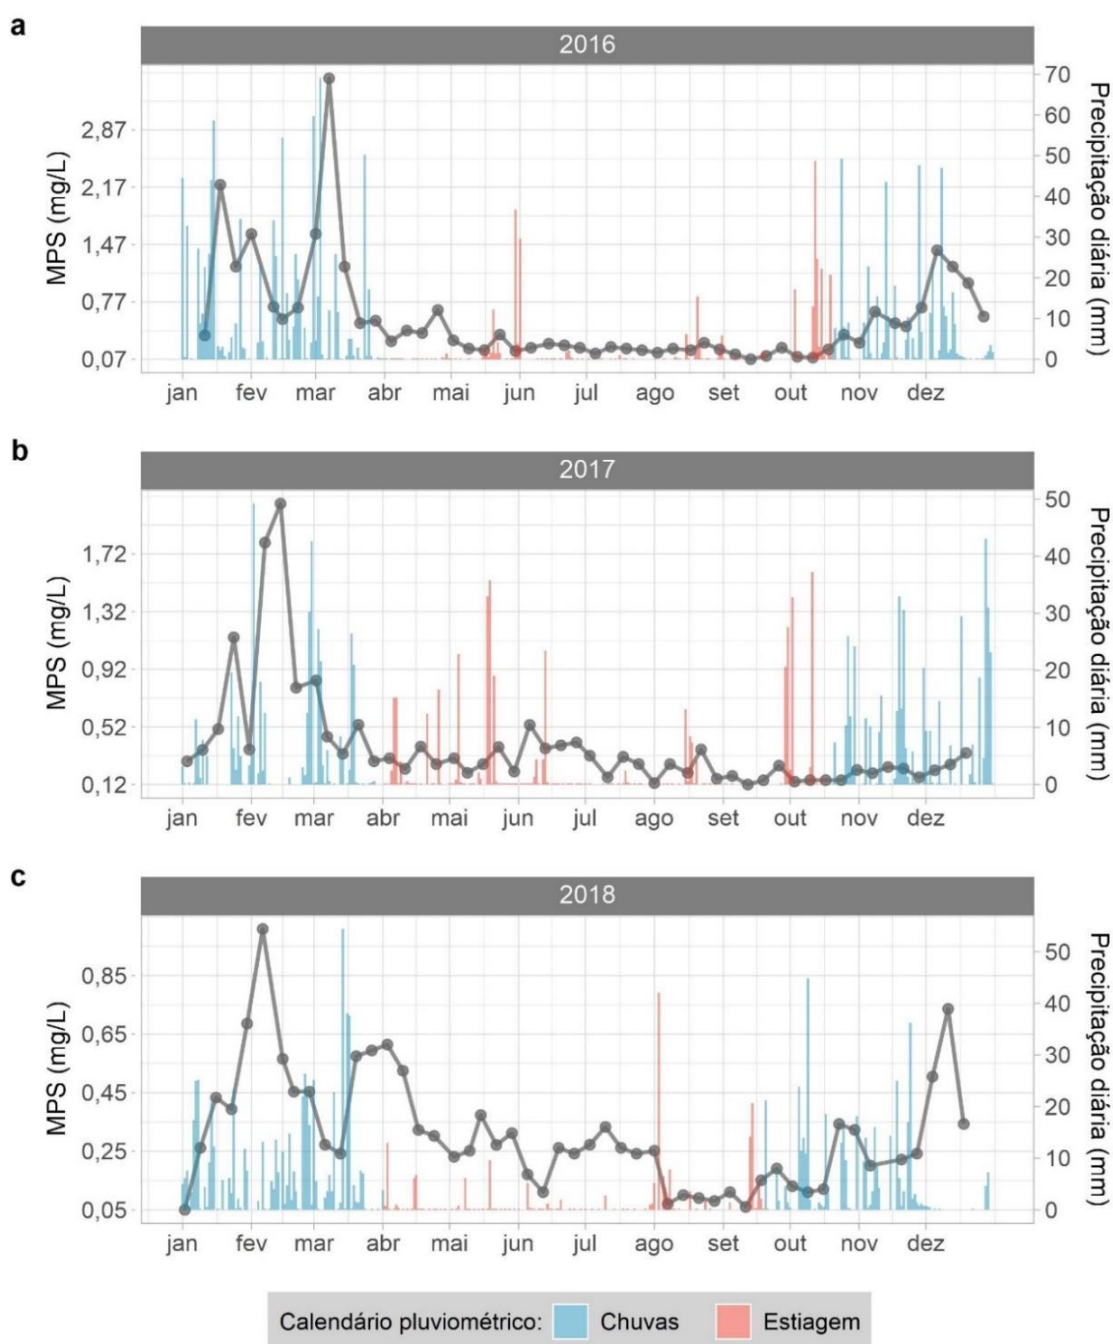 a
2016
MPS (mg/L)
2,87
2,17
1,47
0,77
0,07
70
60
50
40
30
20
10
0
Precipitação diária (mm)
jan fev mar abr mai jun jul ago set out nov dez
b
2017
MPS (mg/L)
1,72
1,32
0,92
0,52
0,12
50
40
30
20
10
0
Precipitação diária (mm)
jan fev mar abr mai jun jul ago set out nov dez
c
2018
MPS (mg/L)
0,85
0,65
0,45
0,25
0,05
50
40
30
20
10
0
Precipitação diária (mm)
jan fev mar abr mai jun jul ago set out nov dez
Calendário pluviométrico: Chuvas Estiagem